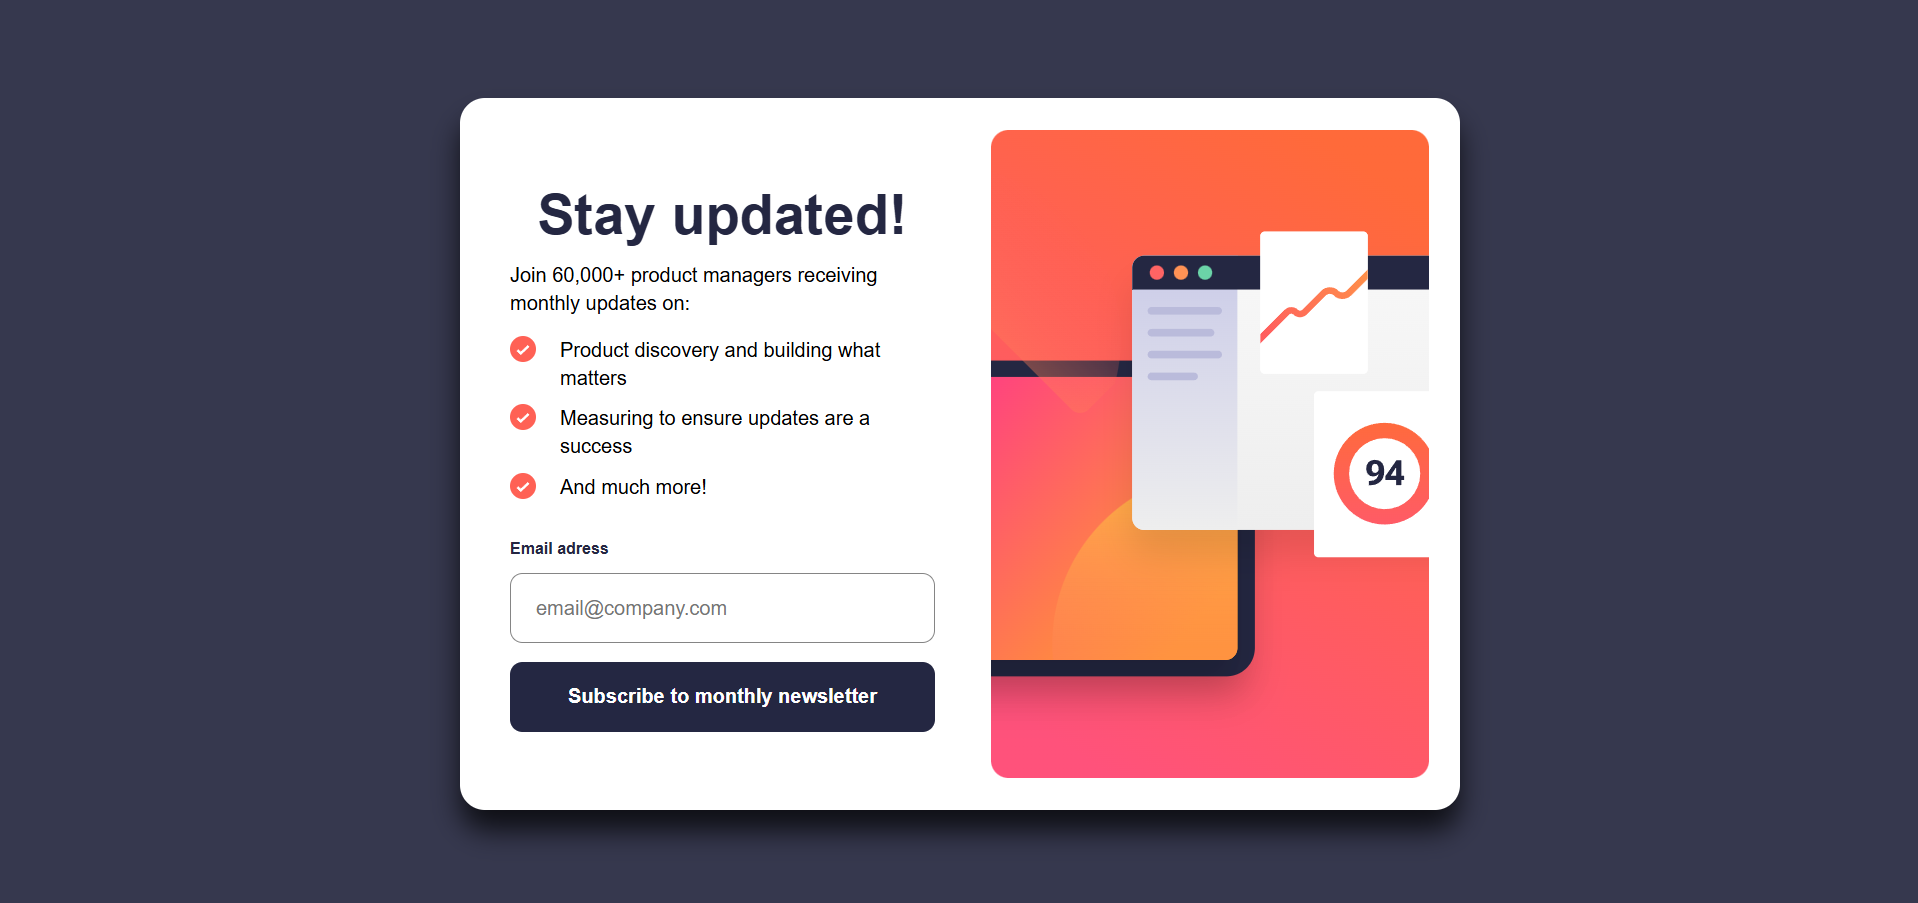 Stay updated!
Join 60,000+ product managers receiving
monthly updates on:
Product discovery and building what
matters
Measuring to ensure updates are a
success
And much more!
Email adress
email@company.com
Subscribe to monthly newsletter
94